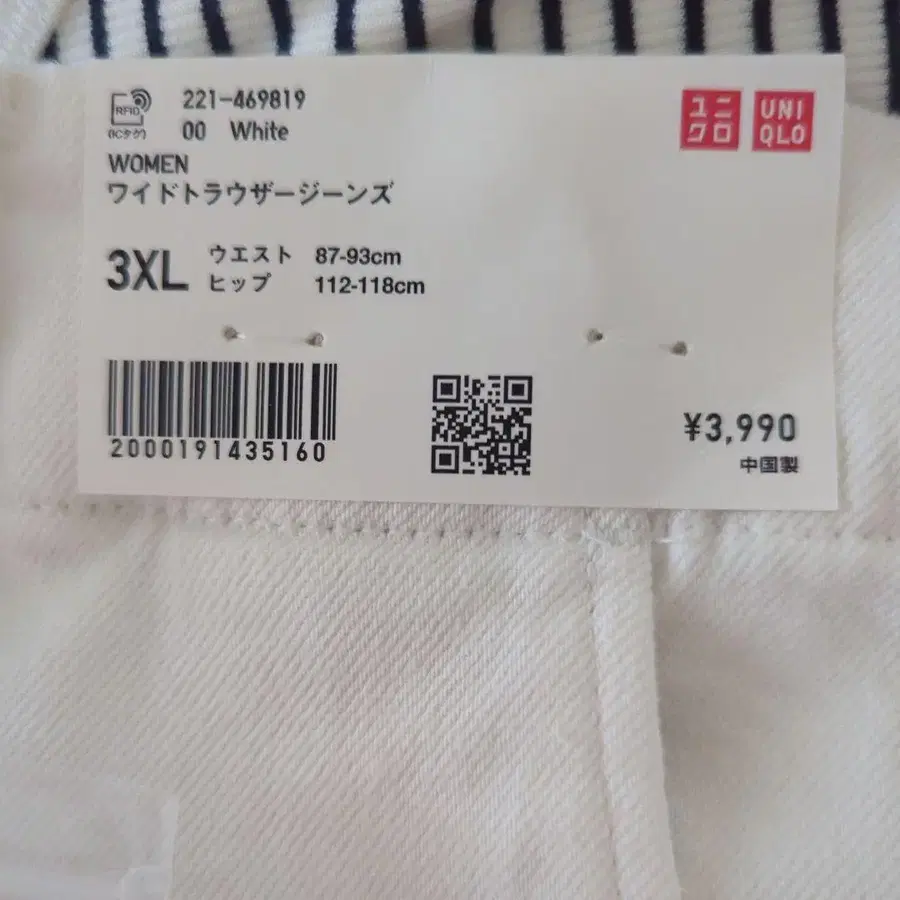 RFID
(ICタグ)
221-469819
00 White
ユニクロ
UNIQLO
WOMEN
ワイドトラウザージーンズ
3XL
ウエスト 87-93cm
ヒップ 112-118cm
2000191435160
¥3,990
中国製